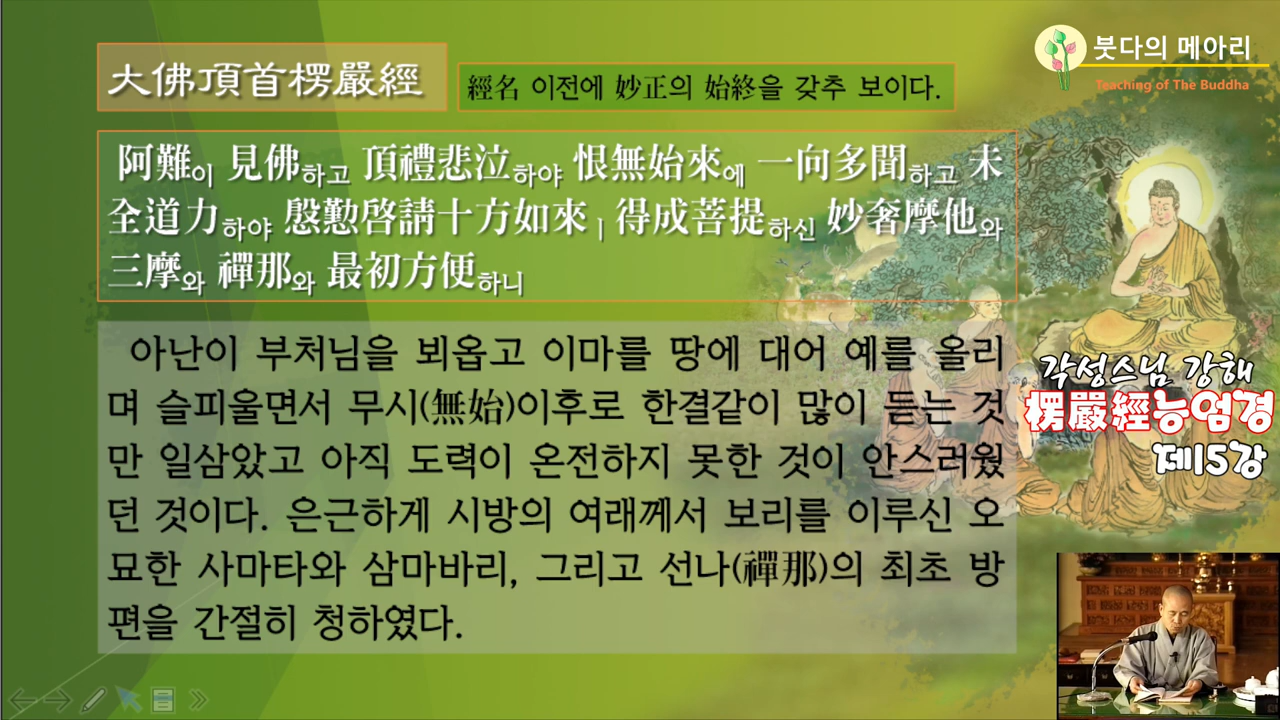 大佛頂首楞嚴經
經名 이전에 妙正의 始終을 갖추 보이다.
붓다의 메아리
Teaching of The Buddha
阿難이 見佛하고 頂禮悲泣하야 恨無始來에 一向多聞하고 未
全道力하야 慇懃啓請十方如來ㅣ 得成菩提하신 妙奢摩他와
三摩와 禪那와 最初方便하니
아난이 부처님을 뵈옵고 이마를 땅에 대어 예를 올리
며 슬피울면서 무시(無始)이후로 한결같이 많이 듣는 것
만 일삼았고 아직 도력이 온전하지 못한 것이 안스러웠
던 것이다. 은근하게 시방의 여래께서 보리를 이루신 오
묘한 사마타와 삼마바리, 그리고 선나(禪那)의 최초 방
편을 간절히 청하였다.
각성스님 강해
楞嚴經능엄경
제15강